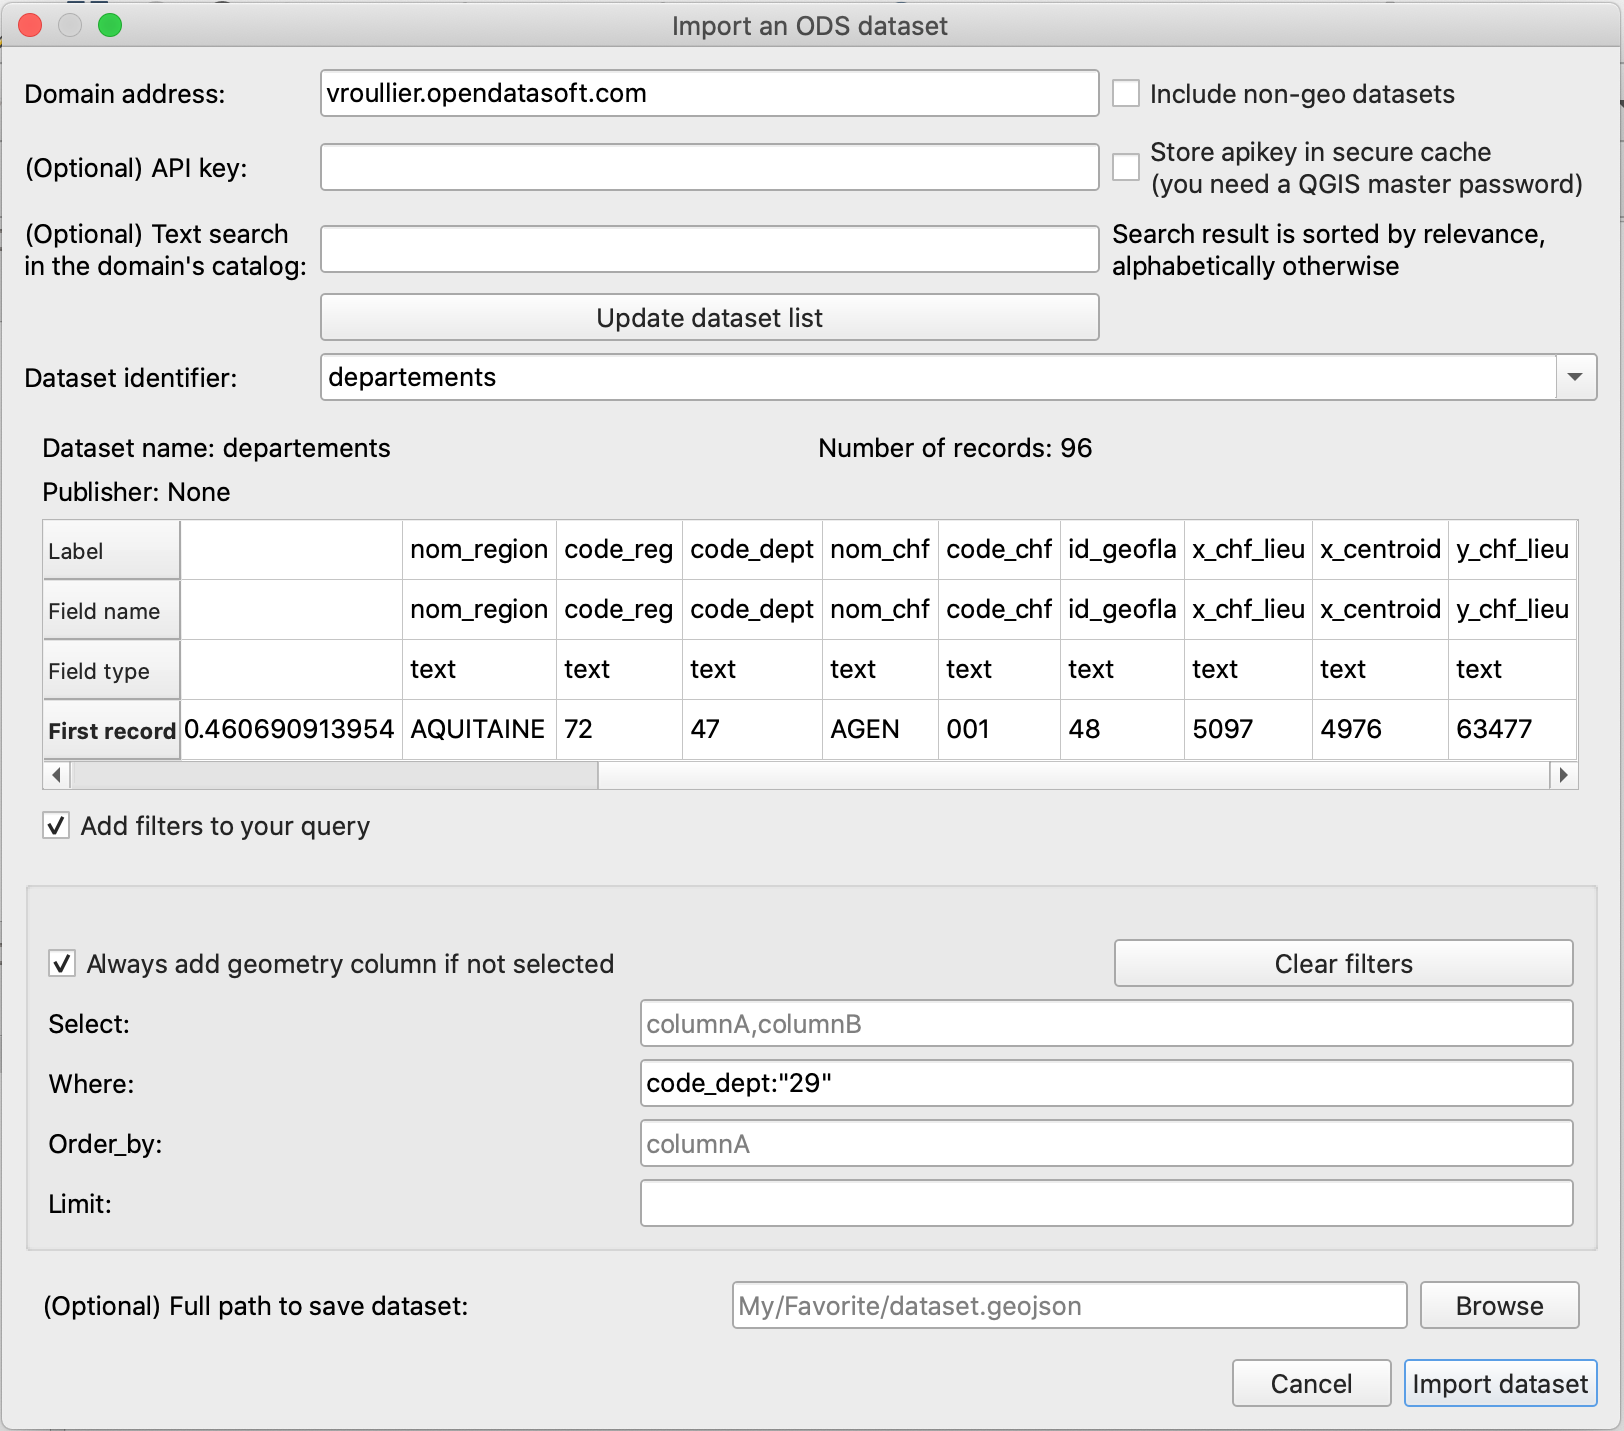 Import an ODS dataset
Domain address: vroullier.opendatasoft.com Include non-geo datasets
(Optional) API key: Store apikey in secure cache
(you need a QGIS master password)
(Optional) Text search
in the domain's catalog: Search result is sorted by relevance,
alphabetically otherwise
Update dataset list
Dataset identifier: departements
Dataset name: departements Number of records: 96
Publisher: None
Label nom_region code_reg code_dept nom_chf code_chf id_geofla x_chf_lieu x_centroid y_chf_lieu
Field name nom_region code_reg code_dept nom_chf code_chf id_geofla x_chf_lieu x_centroid y_chf_lieu
Field type text text text text text text text text text
First record 0.460690913954 AQUITAINE 72 47 AGEN 001 48 5097 4976 63477
Add filters to your query
Always add geometry column if not selected Clear filters
Select: columnA,columnB
Where: code_dept:"29"
Order_by: columnA
Limit:
(Optional) Full path to save dataset: My/Favorite/dataset.geojson Browse
Cancel Import dataset